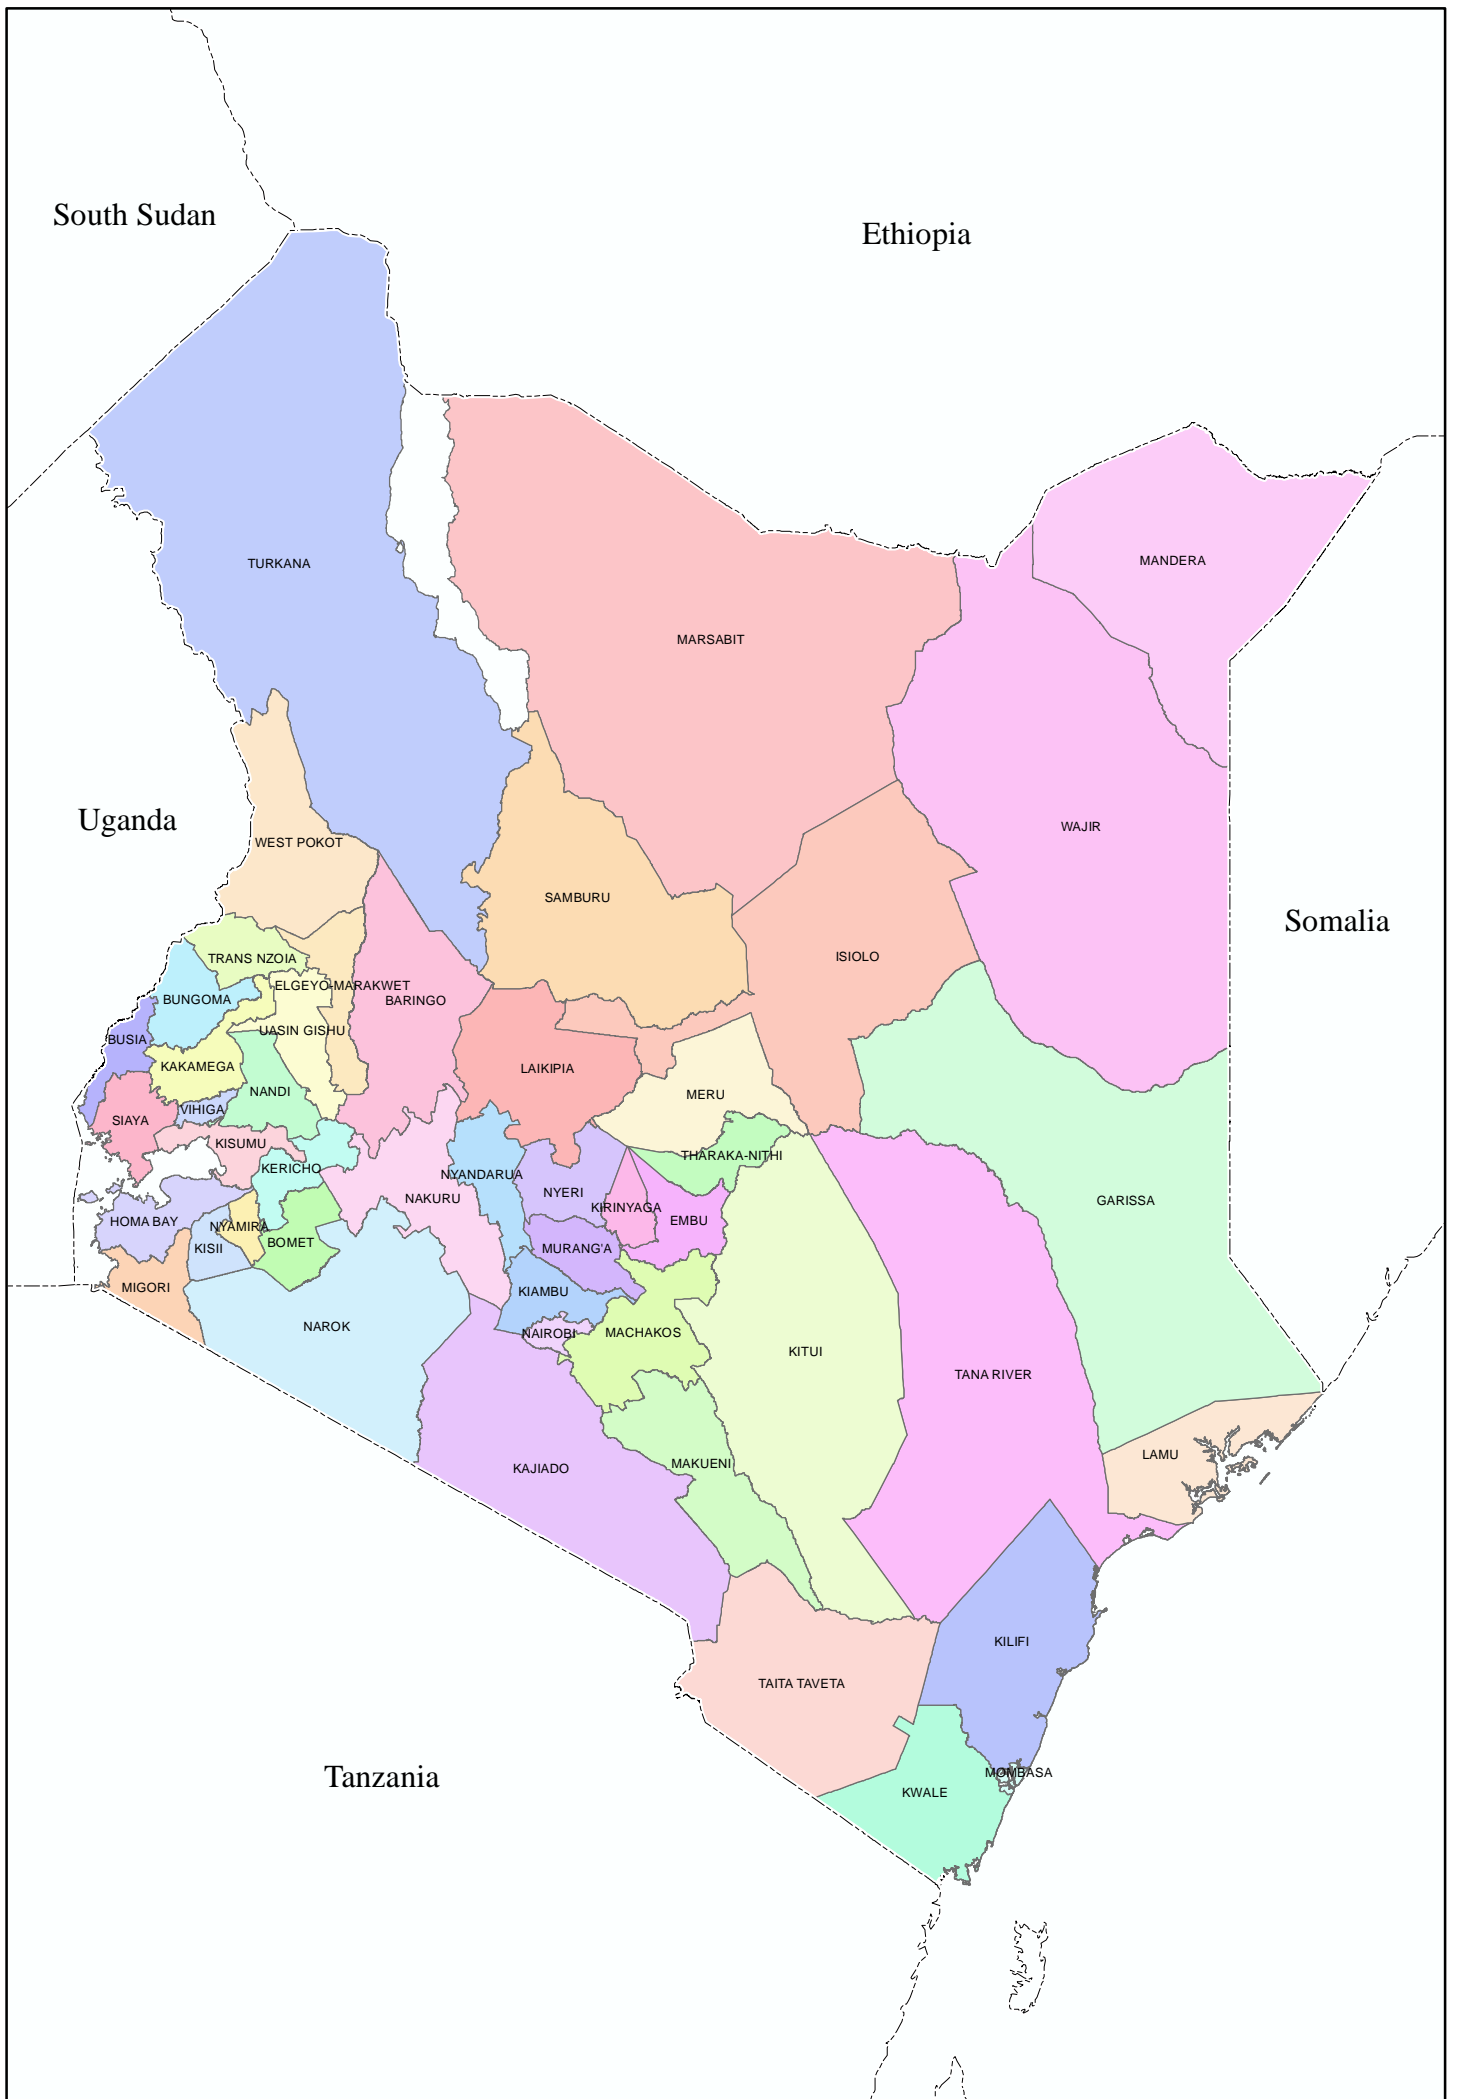 South Sudan
Ethiopia
TURKANA
MANDERA
MARSABIT
Uganda
WAJIR
WEST POKOT
SAMBURU
Somalia
TRANS NZOIA
ISIOLO
ELGEYO-MARAKWET
BUNGOMA
BARINGO
UASIN GISHU
BUSIA
KAKAMEGA
LAIKIPIA
NANDI
MERU
VIHIGA
SIAYA
KISUMU
THARAKA-NITHI
KERICHO
NYANDARUA
NYERI
NAKURU
GARISSA
KIRINYAGA
HOMA BAY
EMBU
NYAMIRA
BOMET
KISII
MURANG'A
MIGORI
KIAMBU
NAROK
NAIROBI
MACHAKOS
KITUI
TANA RIVER
LAMU
MAKUENI
KAJIADO
KILIFI
TAITA TAVETA
Tanzania
MOMBASA
KWALE